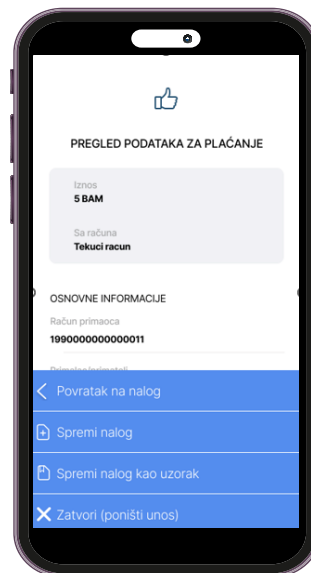 PREGLED PODATAKA ZA PLAĆANJE
Iznos
5 BAM
Sa računa
Tekuci racun
OSNOVNE INFORMACIJE
Račun primaoca
1990000000000011
Povratak na nalog
Spremi nalog
Spremi nalog kao uzorak
Zatvori (poništi unos)